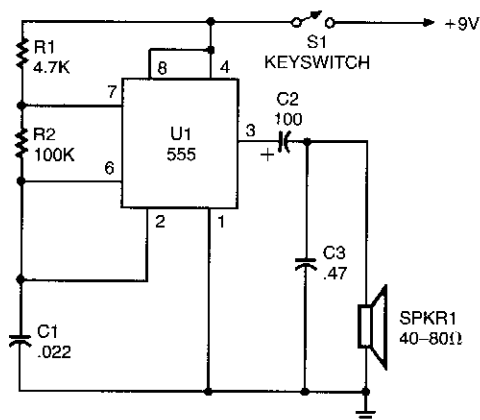 R1
4.7K
R2
100K
8
4
7
6
3
2
1
U1
555
S1
KEYSWITCH
+9V
C2
100
+
C3
.47
C1
.022
SPKR1
40–80Ω